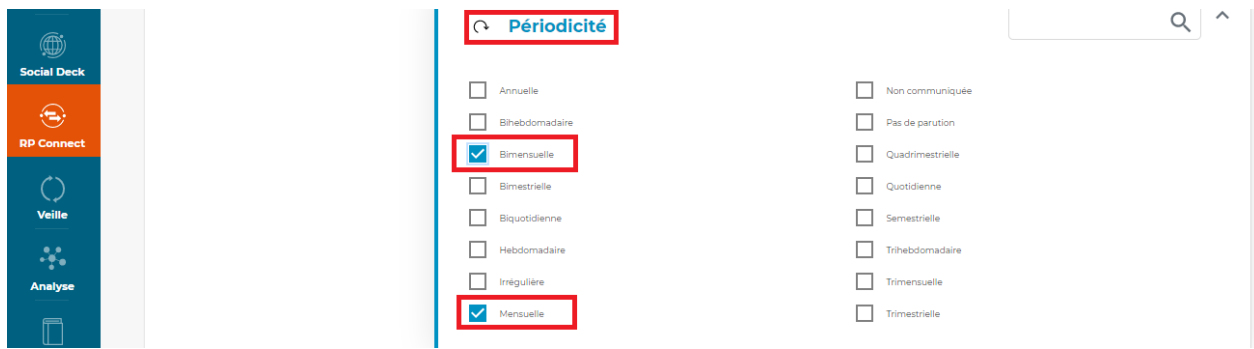 Social Deck
RP Connect
Veille
Analyse
Périodicité
Annuelle
Bihebdomadaire
Bimensuelle
Bimestrielle
Biquotidienne
Hebdomadaire
Irrégulière
Mensuelle
Non communiquée
Pas de parution
Quadrimestrielle
Quotidienne
Semestrielle
Trihebdomadaire
Trimensuelle
Trimestrielle